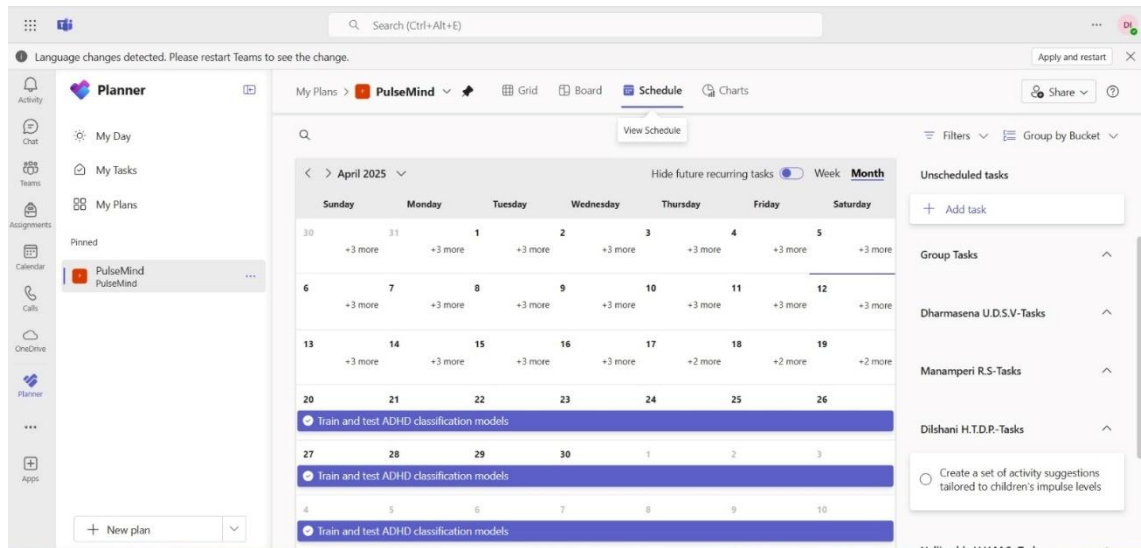 Search (Ctrl+Alt+E)
DI
Language changes detected. Please restart Teams to see the change.
Apply and restart
Activity
Chat
Teams
Assignments
Calendar
Calls
OneDrive
Planner
Apps
Planner
My Day
My Tasks
My Plans
Pinned
PulseMind
PulseMind
New plan
My Plans > PulseMind
Grid
Board
Schedule
Charts
Share
View Schedule
Filters
Group by Bucket
April 2025
Hide future recurring tasks
Week
Month
Sunday Monday Tuesday Wednesday Thursday Friday Saturday
30 31 1 2 3 4 5
+3 more +3 more +3 more +3 more +3 more +3 more +3 more
6 7 8 9 10 11 12
+3 more +3 more +3 more +3 more +3 more +3 more +3 more
13 14 15 16 17 18 19
+3 more +3 more +3 more +3 more +2 more +2 more +2 more
20 21 22 23 24 25 26
Train and test ADHD classification models
27 28 29 30 1 2 3
Train and test ADHD classification models
4 5 6 7 8 9 10
Train and test ADHD classification models
Unscheduled tasks
+ Add task
Group Tasks
Dharmasena U.D.S.V-Tasks
Manamperi R.S-Tasks
Dilshani H.T.D.P.-Tasks
Create a set of activity suggestions
tailored to children's impulse levels